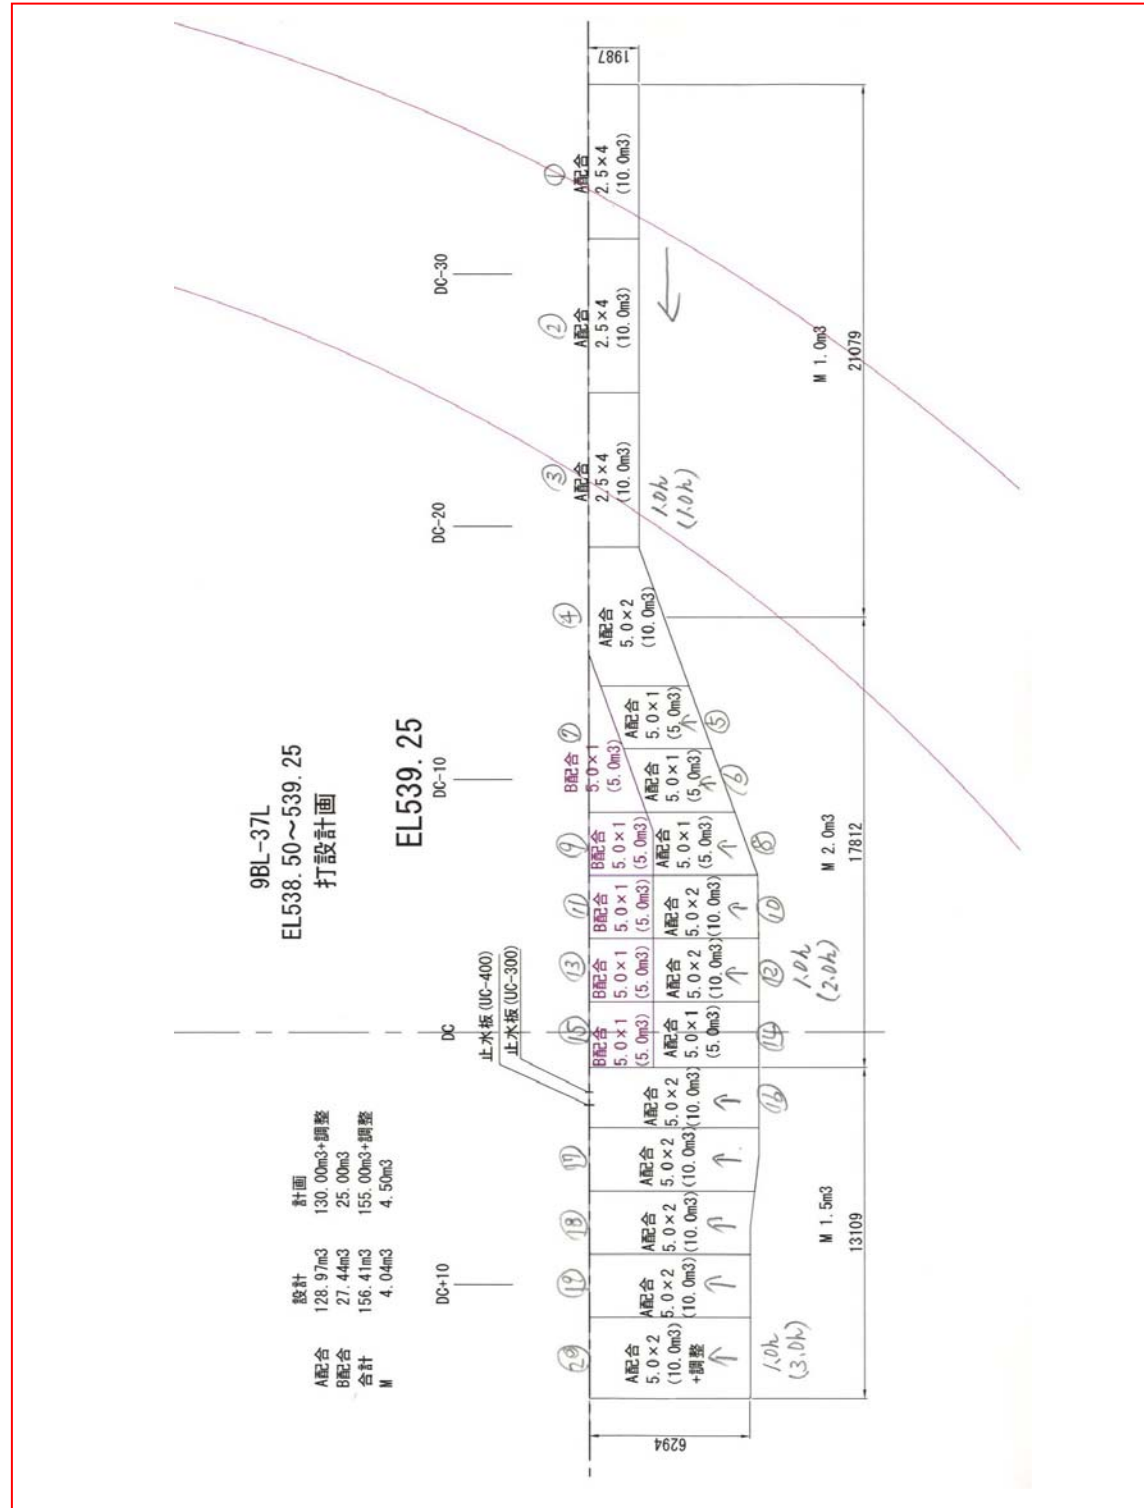 9BL-37L
EL538.50~539.25
打設計画
EL539.25
設計 計画
A配合 128.97m3 130.00m3+調整
B配合 27.44m3 25.00m3
合計 156.41m3 155.00m3+調整
M 4.04m3 4.50m3
DC+10
DC
DC-10
DC-20
DC-30
止水板(UC-400)
止水板(UC-300)
①
A配合
2.5×4
(10.0m3)
②
A配合
2.5×4
(10.0m3)
←
③
A配合
2.5×4
(10.0m3)
1.0h
(1.0h)
④
A配合
5.0×2
(10.0m3)
⑤
A配合
5.0×1
(5.0m3)
↑
⑥
A配合
5.0×1
(5.0m3)
↑
⑦
B配合
5.0×1
(5.0m3)
⑧
A配合
5.0×1
(5.0m3)
↑
⑨
B配合
5.0×1
(5.0m3)
⑩
A配合
5.0×2
(10.0m3)
↑
⑪
B配合
5.0×1
(5.0m3)
⑫
A配合
5.0×2
(10.0m3)
↑
1.0h
(2.0h)
⑬
B配合
5.0×1
(5.0m3)
⑭
A配合
5.0×1
(5.0m3)
⑮
B配合
5.0×1
(5.0m3)
⑯
A配合
5.0×2
(10.0m3)
↑
⑰
A配合
5.0×2
(10.0m3)
↑
⑱
A配合
5.0×2
(10.0m3)
↑
⑲
A配合
5.0×2
(10.0m3)
↑
A配合
5.0×2
(10.0m3)
+調整
↑
1.0h
(3.0h)
M 1.5m3
13109
M 2.0m3
17812
M 1.0m3
21079
6294
1987